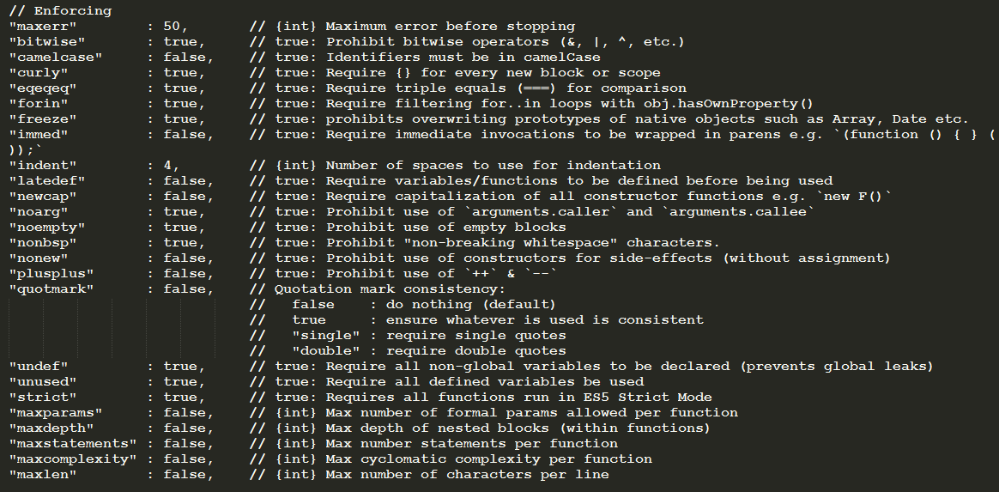 // Enforcing
"maxerr"        : 50,       // {int} Maximum error before stopping
"bitwise"       : true,     // true: Prohibit bitwise operators (&, |, ^, etc.)
"camelcase"     : false,    // true: Identifiers must be in camelCase
"curly"         : true,     // true: Require {} for every new block or scope
"eqeqeq"        : true,     // true: Require triple equals (===) for comparison
"forin"         : true,     // true: Require filtering for..in loops with obj.hasOwnProperty()
"freeze"        : true,     // true: prohibits overwriting prototypes of native objects such as Array, Date etc.
"immed"         : false,    // true: Require immediate invocations to be wrapped in parens e.g. `(function () { } (
));`
"indent"        : 4,        // {int} Number of spaces to use for indentation
"latedef"       : false,    // true: Require variables/functions to be defined before being used
"newcap"        : false,    // true: Require capitalization of all constructor functions e.g. `new F()`
"noarg"         : true,     // true: Prohibit use of `arguments.caller` and `arguments.callee`
"noempty"       : true,     // true: Prohibit use of empty blocks
"nonbsp"        : true,     // true: Prohibit "non-breaking whitespace" characters.
"nonew"         : false,    // true: Prohibit use of constructors for side-effects (without assignment)
"plusplus"      : false,    // true: Prohibit use of `++` & `--`
"quotmark"      : false,    // Quotation mark consistency:
                            //   false    : do nothing (default)
                            //   true     : ensure whatever is used is consistent
                            //   "single" : require single quotes
                            //   "double" : require double quotes
"undef"         : true,     // true: Require all non-global variables to be declared (prevents global leaks)
"unused"        : true,     // true: Require all defined variables be used
"strict"        : true,     // true: Requires all functions run in ES5 Strict Mode
"maxparams"     : false,    // {int} Max number of formal params allowed per function
"maxdepth"      : false,    // {int} Max depth of nested blocks (within functions)
"maxstatements" : false,    // {int} Max number statements per function
"maxcomplexity" : false,    // {int} Max cyclomatic complexity per function
"maxlen"        : false,    // {int} Max number of characters per line